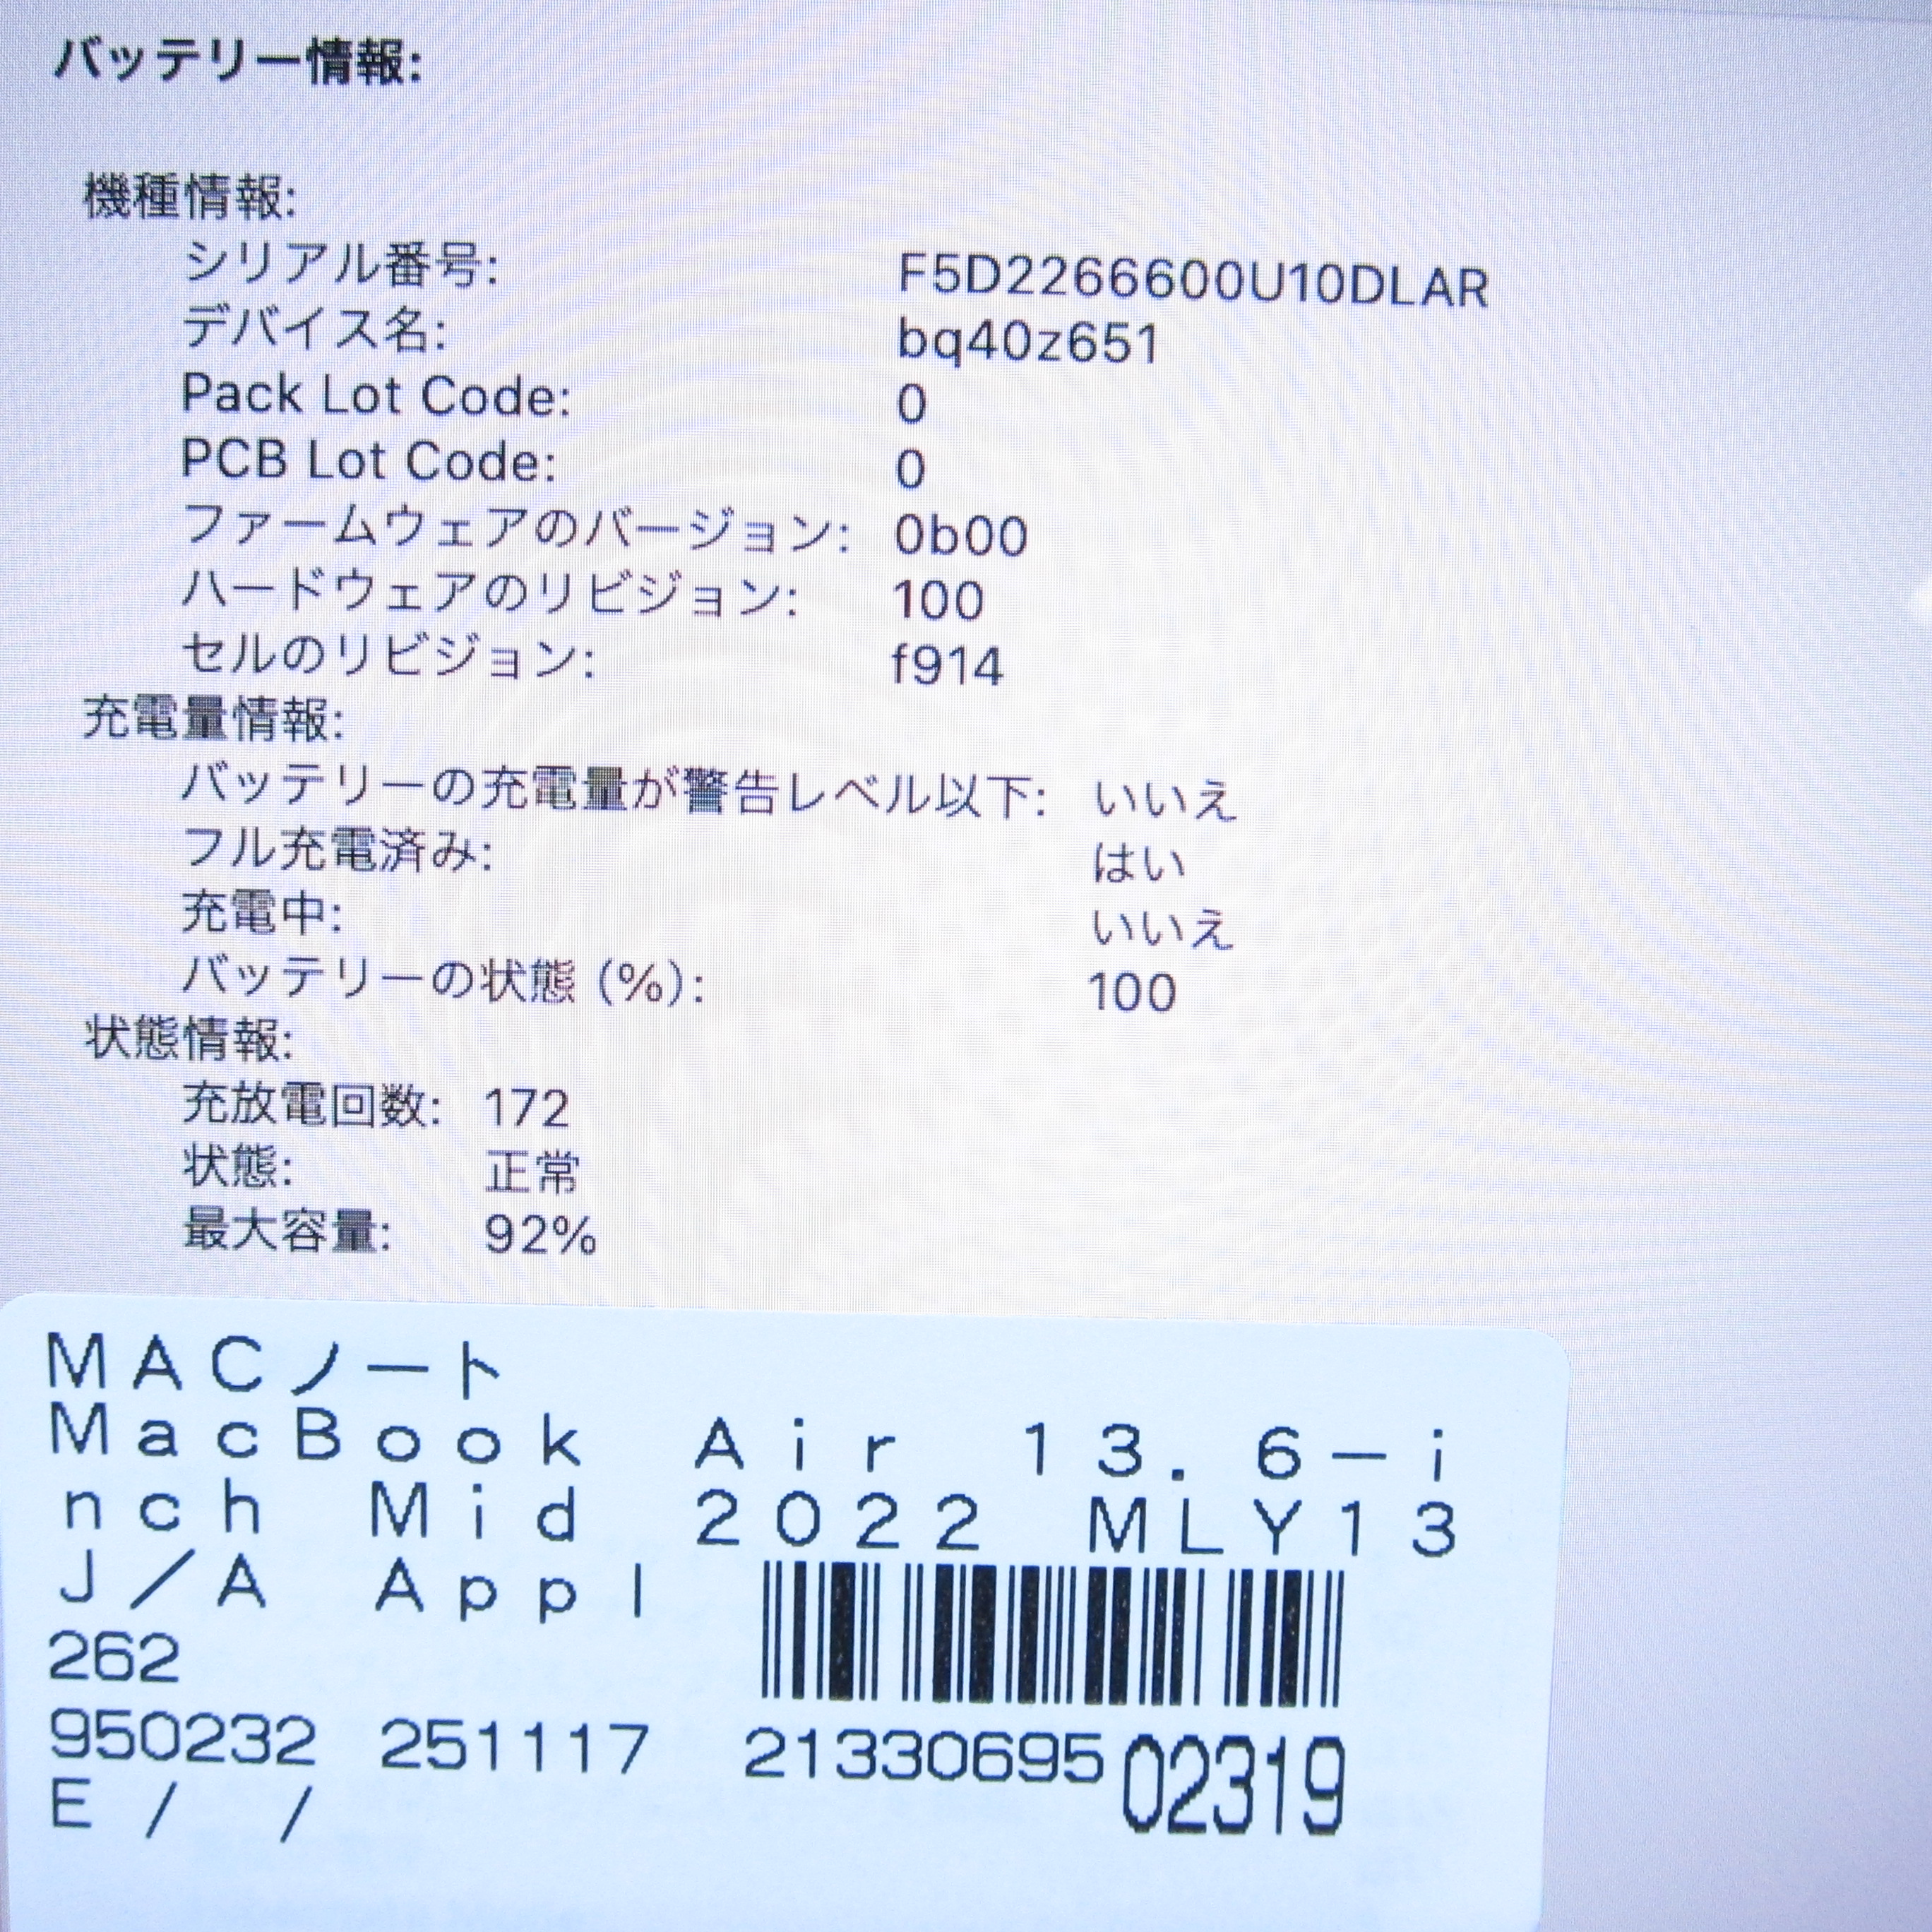 バッテリー情報:
機種情報:
シリアル番号: F5D2266600U10DLAR
デバイス名: bq40z651
Pack Lot Code: 0
PCB Lot Code: 0
ファームウェアのバージョン: 0b00
ハードウェアのリビジョン: 100
セルのリビジョン: f914
充電量情報:
バッテリーの充電量が警告レベル以下: いいえ
フル充電済み: はい
充電中: いいえ
バッテリーの状態 (%): 100
状態情報:
充放電回数: 172
状態: 正常
最大容量: 92%
MACノート
MacBook Air 13.6-i
nch Mid 2022 MLY13
J/A Appl
262
950232 251117 21330695 02319
E / /